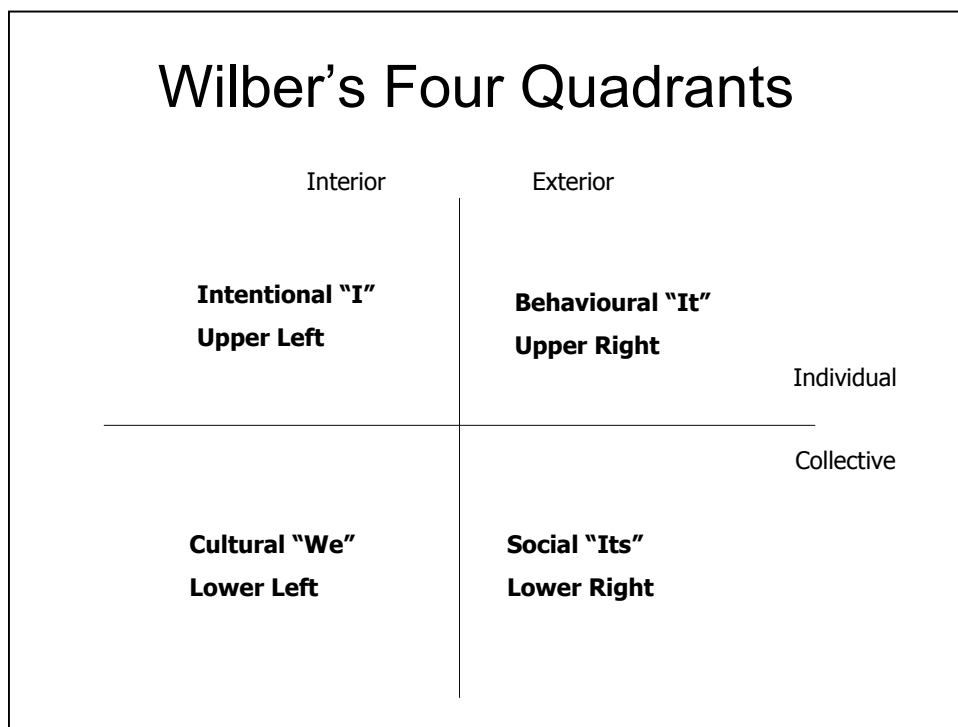 Wilber’s Four Quadrants
Interior
Exterior
Intentional “I”
Upper Left
Behavioural “It”
Upper Right
Individual
Collective
Cultural “We”
Lower Left
Social “Its”
Lower Right